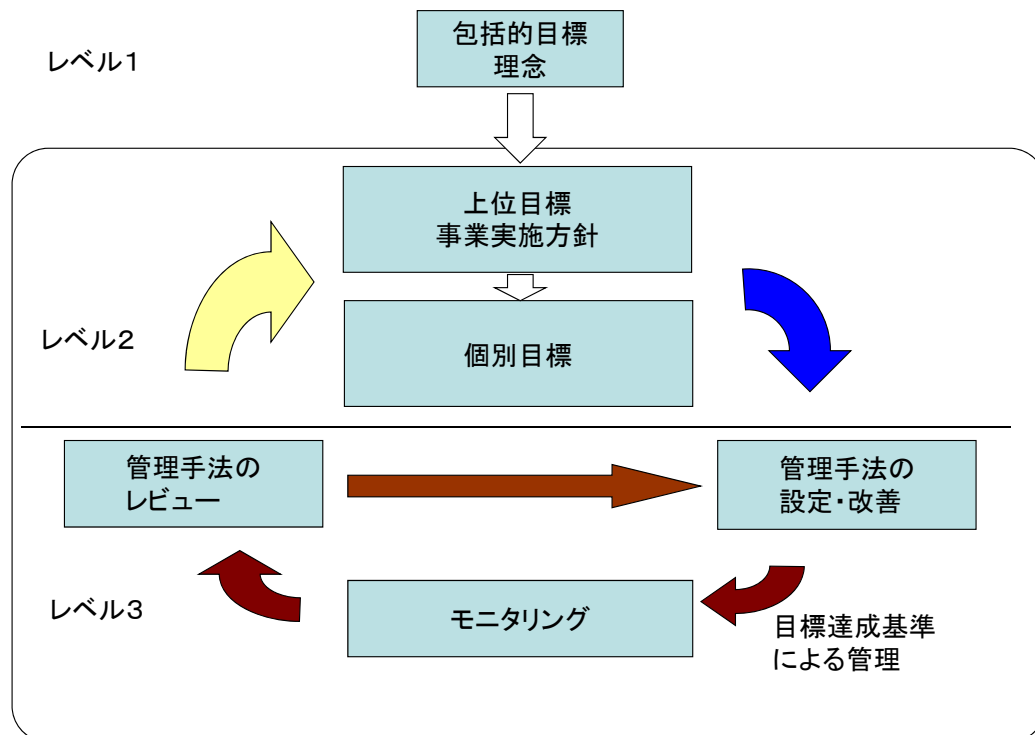 レベル１
包括的目標
理念
上位目標
事業実施方針
レベル２
個別目標
管理手法の
レビュー
管理手法の
設定・改善
レベル３
モニタリング
目標達成基準
による管理